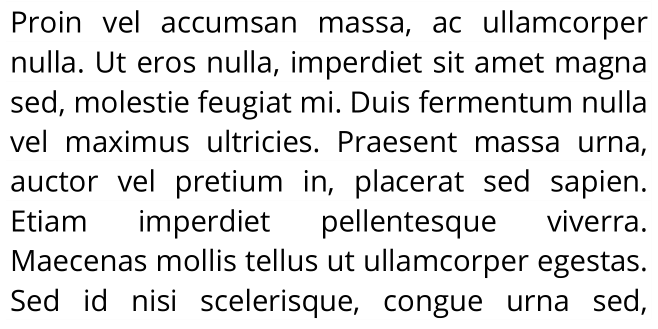 Proin vel accumsan massa, ac ullamcorper
nulla. Ut eros nulla, imperdiet sit amet magna
sed, molestie feugiat mi. Duis fermentum nulla
vel maximus ultricies. Praesent massa urna,
auctor vel pretium in, placerat sed sapien.
Etiam imperdiet pellentesque viverra.
Maecenas mollis tellus ut ullamcorper egestas.
Sed id nisi scelerisque, congue urna sed,